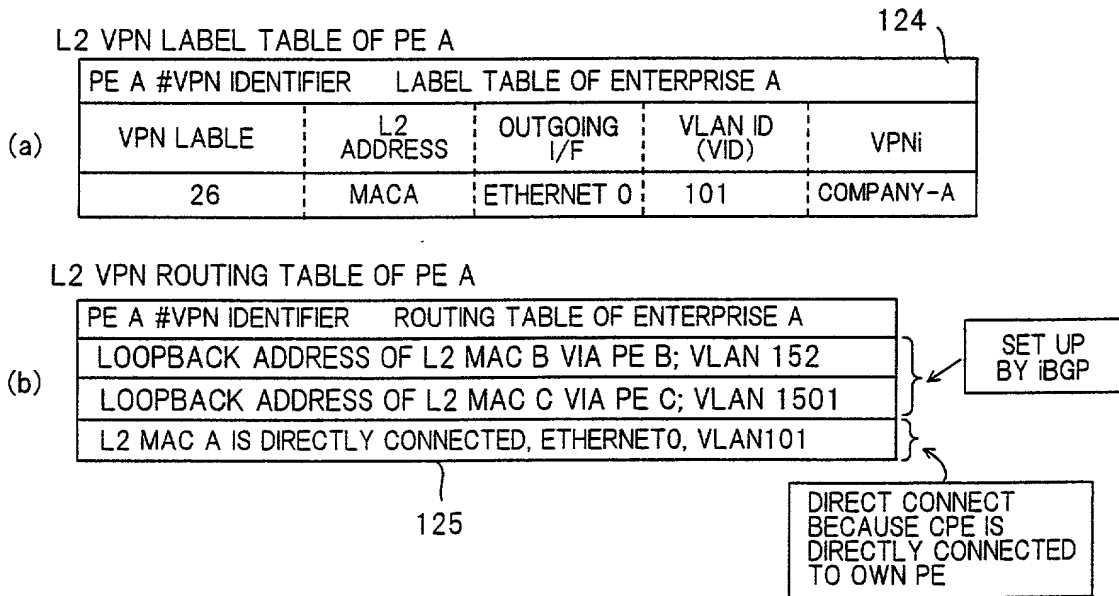 124
L2 VPN LABEL TABLE OF PE A
PE A #VPN IDENTIFIER LABEL TABLE OF ENTERPRISE A
(a)
VPN LABLE
L2
ADDRESS
OUTGOING
I/F
VLAN ID
(VID)
VPNi
26
MACA
ETHERNET 0
101
COMPANY-A
L2 VPN ROUTING TABLE OF PE A
PE A #VPN IDENTIFIER ROUTING TABLE OF ENTERPRISE A
(b)
LOOPBACK ADDRESS OF L2 MAC B VIA PE B; VLAN 152
LOOPBACK ADDRESS OF L2 MAC C VIA PE C; VLAN 1501
L2 MAC A IS DIRECTLY CONNECTED, ETHERNET0, VLAN101
SET UP
BY iBGP
125
DIRECT CONNECT
BECAUSE CPE IS
DIRECTLY CONNECTED
TO OWN PE